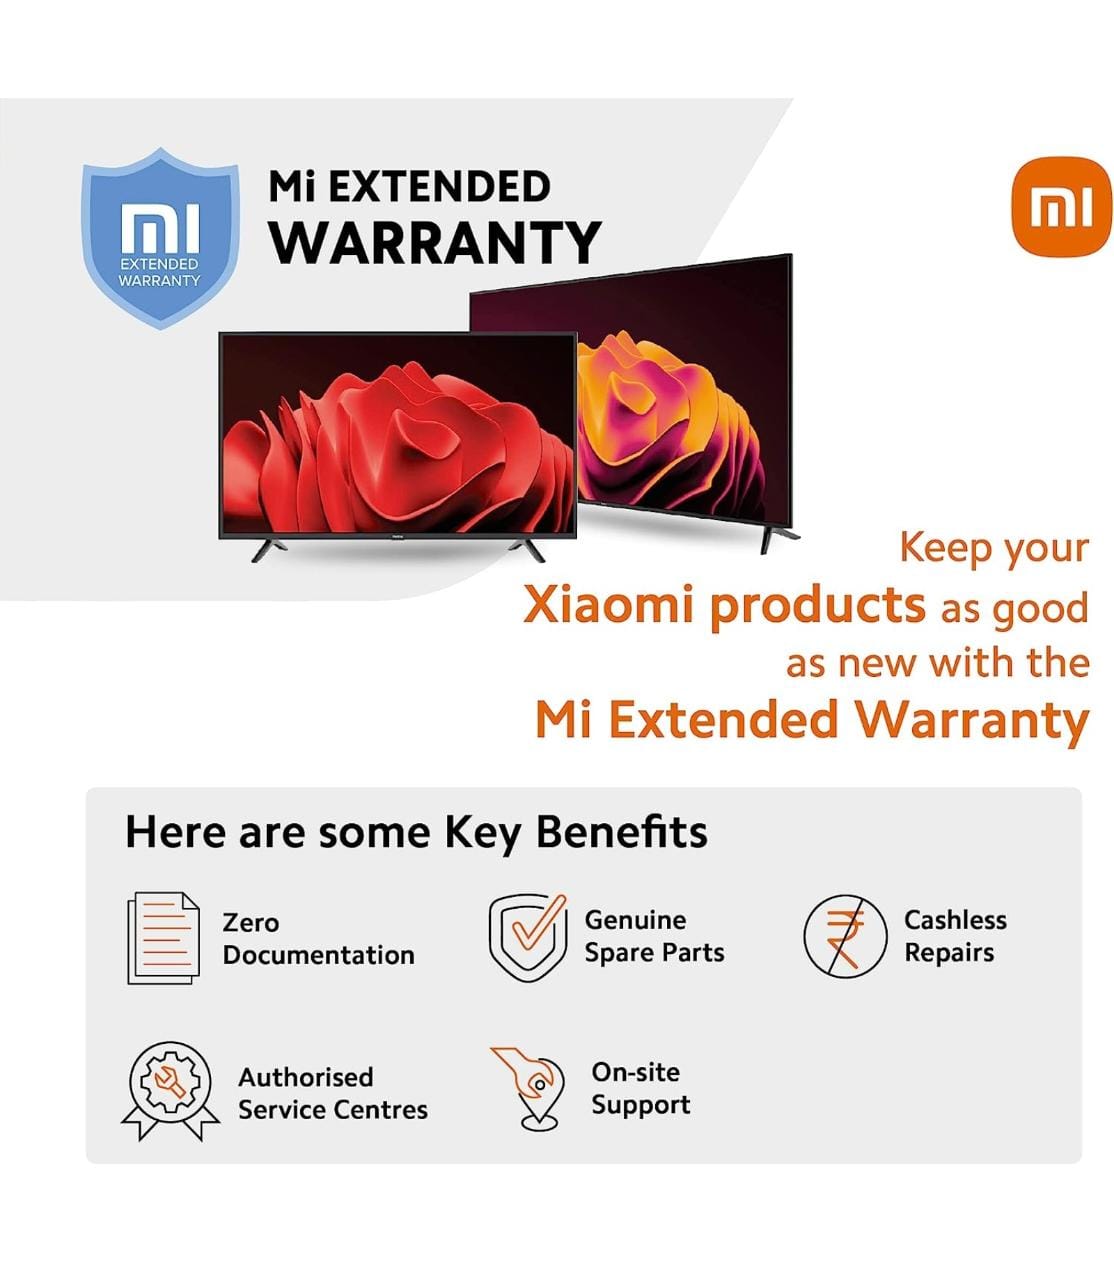 mi
EXTENDED
WARRANTY
Mi EXTENDED
WARRANTY
mi
Keep your
Xiaomi products as good
as new with the
Mi Extended Warranty
Here are some Key Benefits
Zero
Documentation
Genuine
Spare Parts
₹
Cashless
Repairs
Authorised
Service Centres
On-site
Support